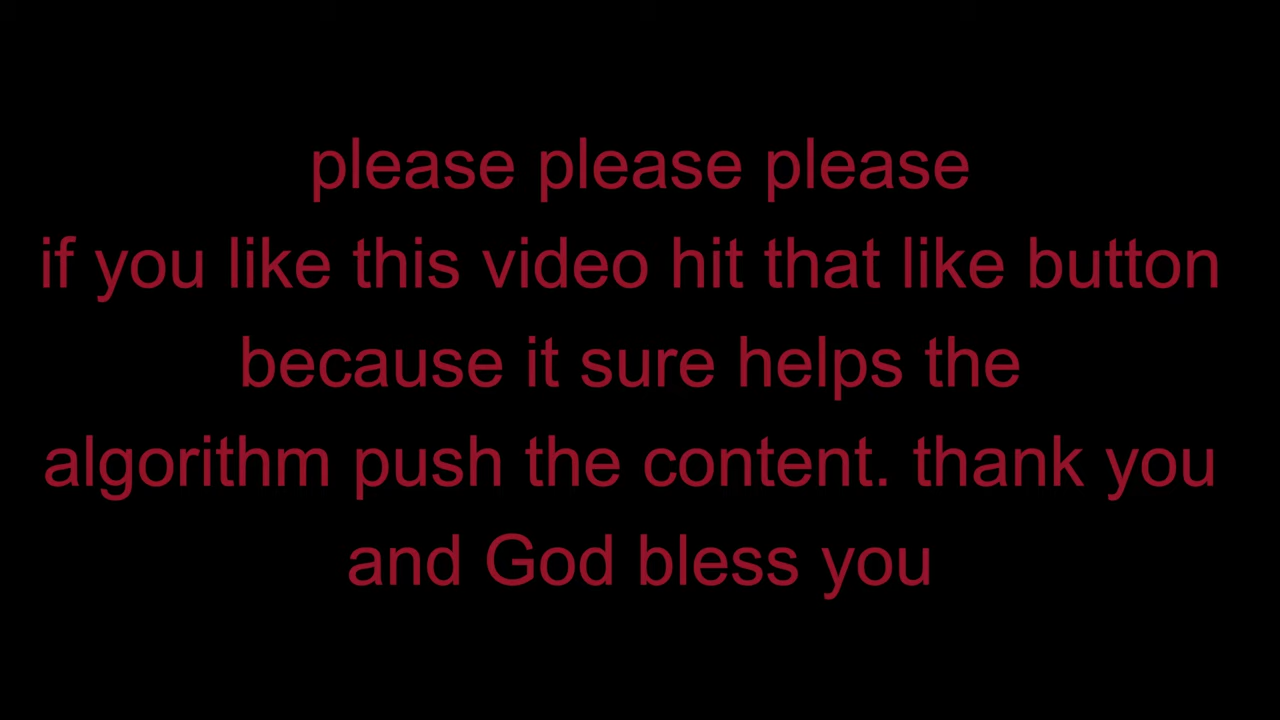 please please please
if you like this video hit that like button
because it sure helps the
algorithm push the content. thank you
and God bless you